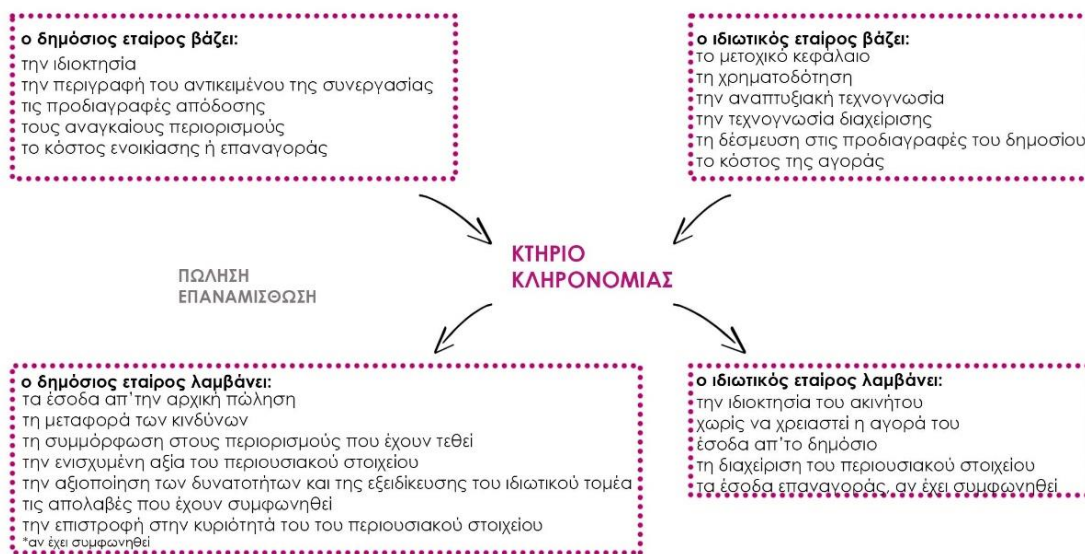 ο δημόσιος εταίρος βάζει:
την ιδιοκτησία
την περιγραφή του αντικειμένου της συνεργασίας
τις προδιαγραφές απόδοσης
τους αναγκαίους περιορισμούς
το κόστος ενοικίασης ή επαναγοράς
ο ιδιωτικός εταίρος βάζει:
το μετοχικό κεφάλαιο
τη χρηματοδότηση
την αναπτυξιακή τεχνογνωσία
την τεχνογνωσία διαχείρισης
τη δέσμευση στις προδιαγραφές του δημοσίου
το κόστος της αγοράς
ΠΩΛΗΣΗ
ΕΠΑΝΑΜΙΣΘΩΣΗ
ΚΤΗΡΙΟ
ΚΛΗΡΟΝΟΜΙΑΣ
ο δημόσιος εταίρος λαμβάνει:
τα έσοδα απ'την αρχική πώληση
τη μεταφορά των κινδύνων
τη συμμόρφωση στους περιορισμούς που έχουν τεθεί
την ενισχυμένη αξία του περιουσιακού στοιχείου
την αξιοποίηση των δυνατοτήτων και της εξειδίκευσης του ιδιωτικού τομέα
τις απολαβές που έχουν συμφωνηθεί
την επιστροφή στην κυριότητά του του περιουσιακού στοιχείου
*αν έχει συμφωνηθεί
ο ιδιωτικός εταίρος λαμβάνει:
την ιδιοκτησία του ακινήτου
χωρίς να χρειαστεί η αγορά του
έσοδα απ'το δημόσιο
τη διαχείριση του περιουσιακού στοιχείου
τα έσοδα επαναγοράς, αν έχει συμφωνηθεί